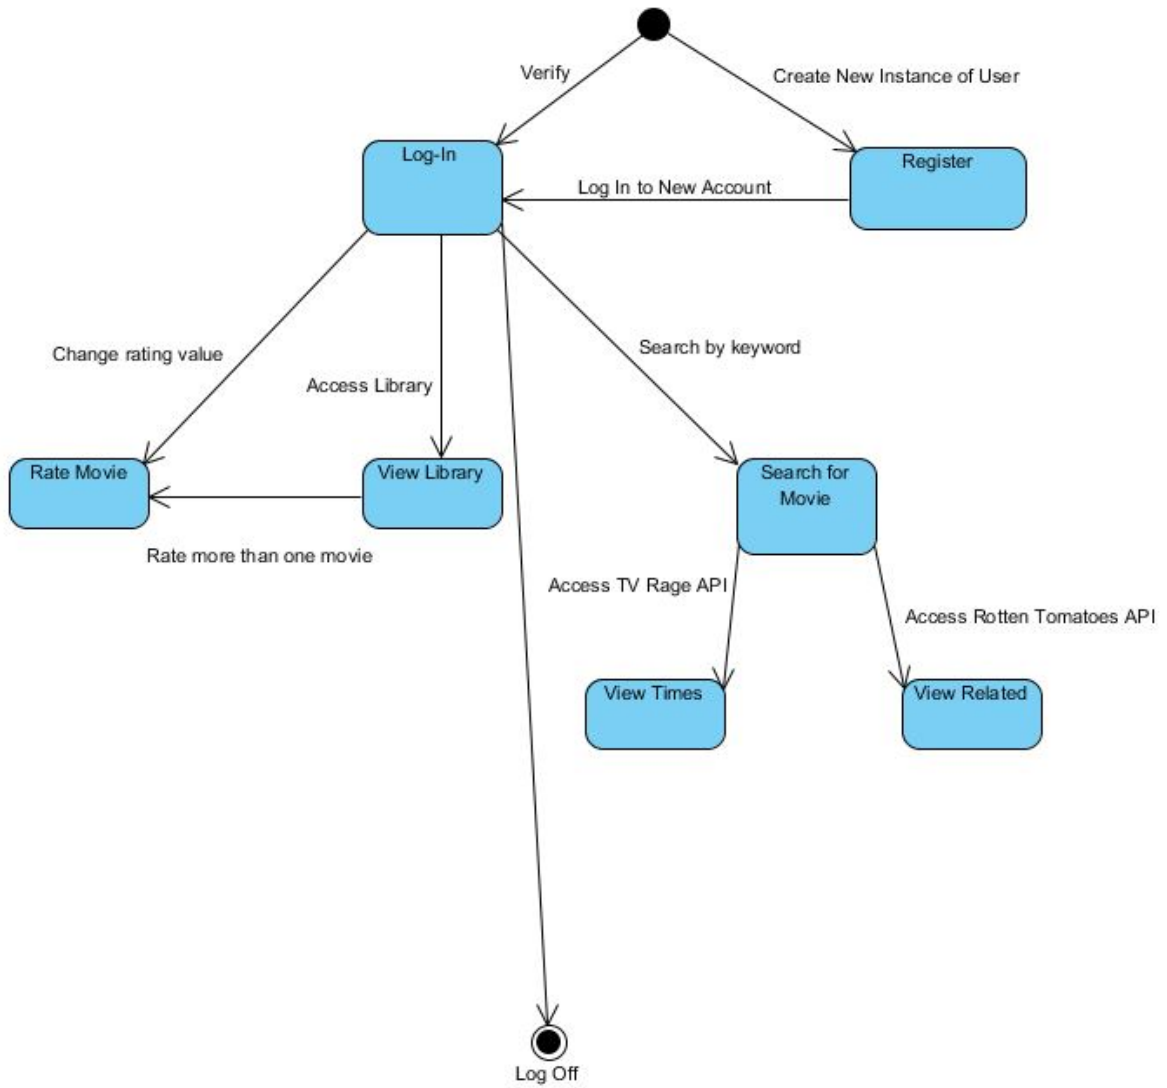 Verify
Create New Instance of User
Log-In
Register
Log In to New Account
Search by keyword
Change rating value
Access Library
Rate Movie
View Library
Search for
Movie
Rate more than one movie
Access TV Rage API
Access Rotten Tomatoes API
View Times
View Related
Log Off